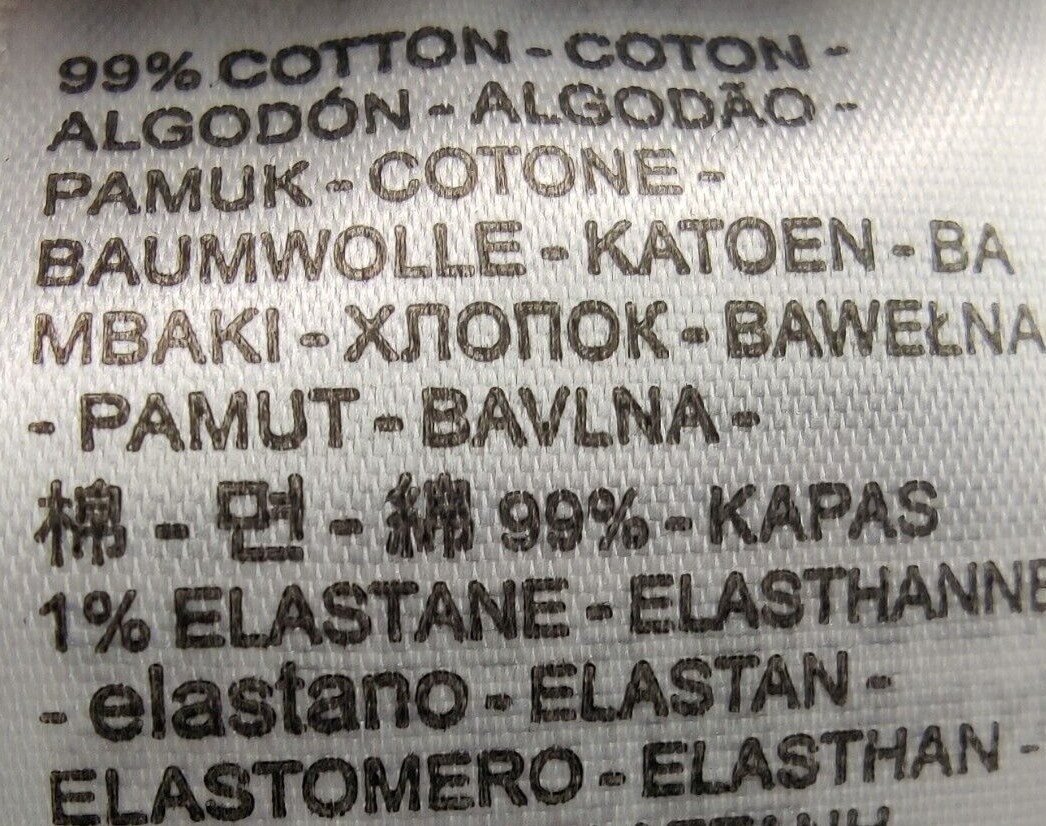 99% COTTON - COTON -
ALGODÓN - ALGODÃO -
PAMUK - COTONE -
BAUMWOLLE - KATOEN - BA
MBAKI - ХЛОПОК - BAWEŁNA
- PAMUT - BAVLNA -
棉 - 면 - 綿 99% - KAPAS
1% ELASTANE - ELASTHANNE
- elastano - ELASTAN -
ELASTOMERO - ELASTHAN -